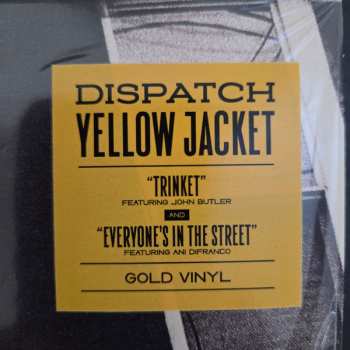 DISPATCH
YELLOW JACKET
"TRINKET"
FEATURING JOHN BUTLER
AND
"EVERYONE'S IN THE STREET"
FEATURING ANI DIFRANCO
GOLD VINYL